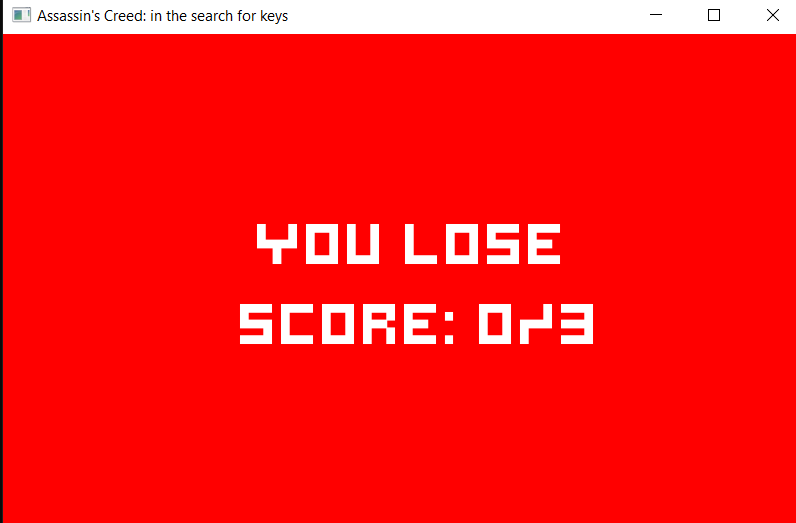 Assassin's Creed: in the search for keys
YOU LOSE
SCORE: 0/3